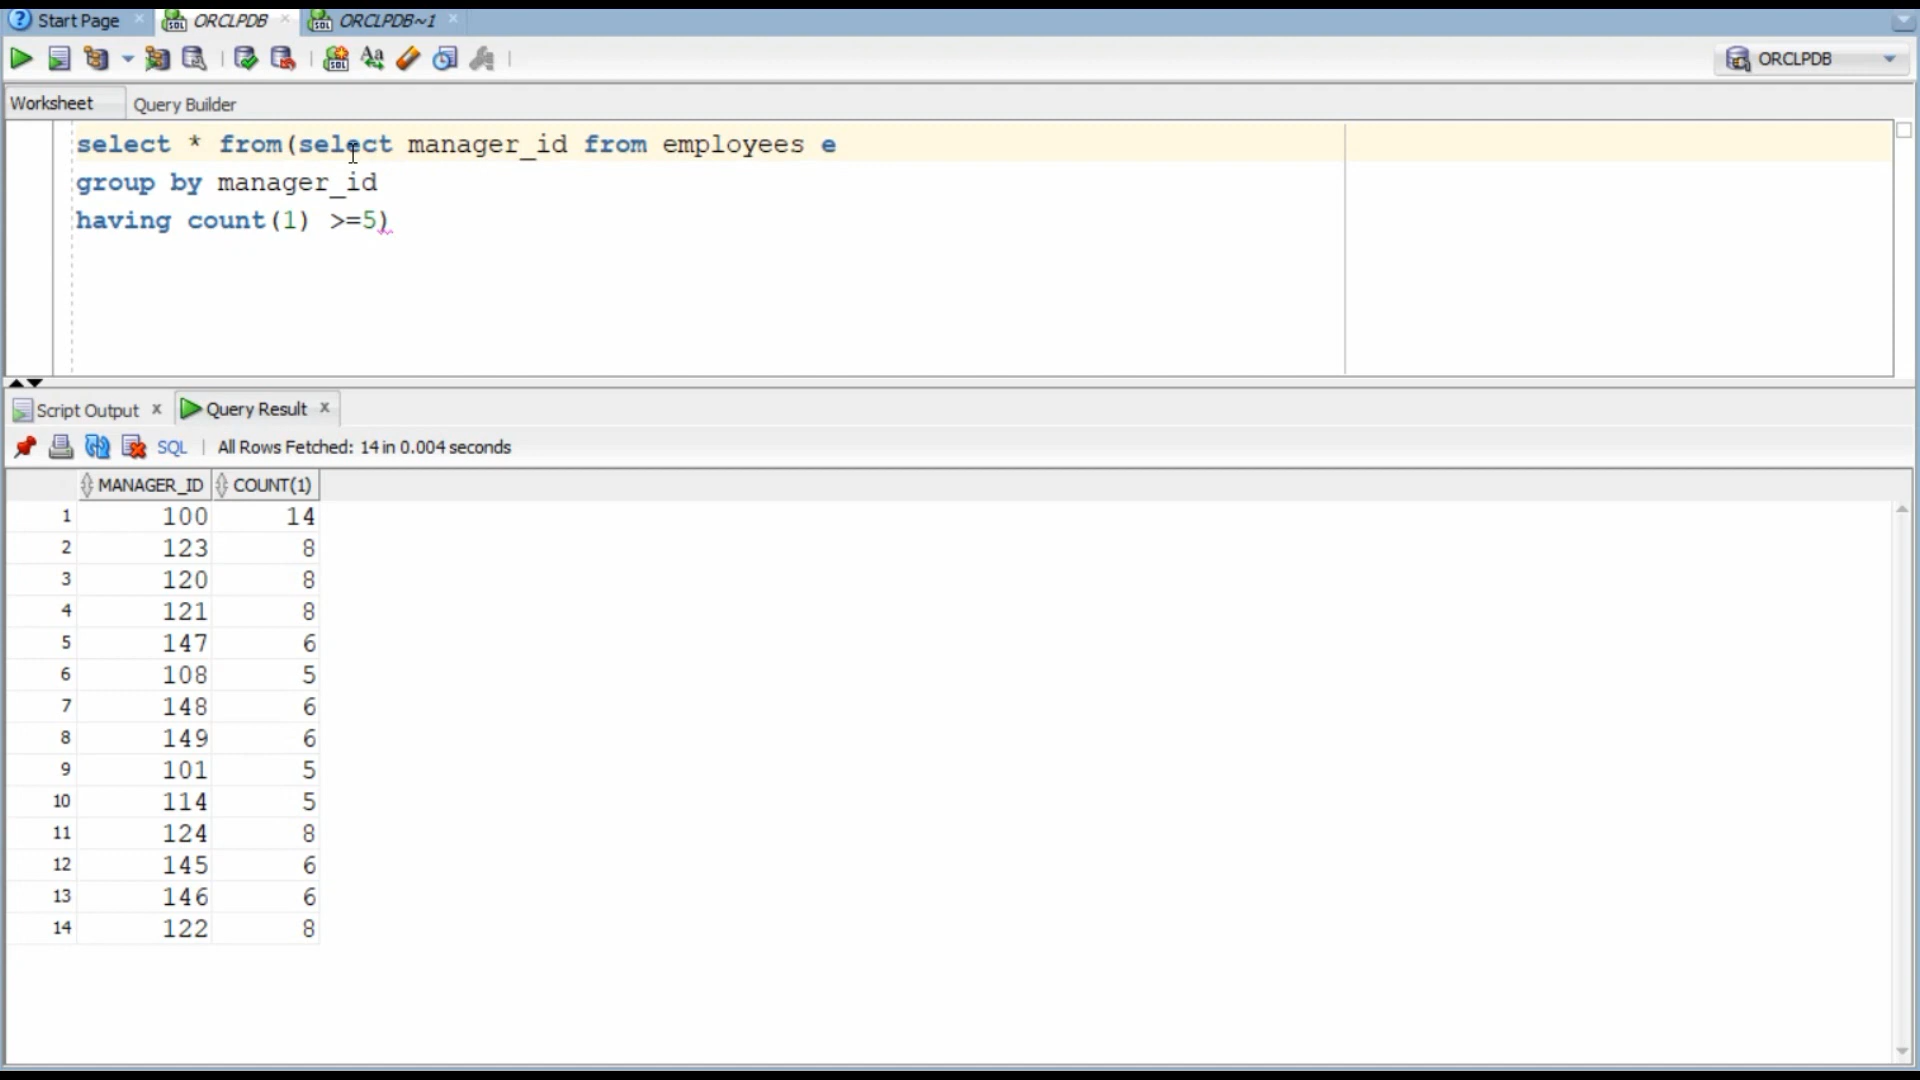 Start Page ORCLPDB ORCLPDB~1
ORCLPDB
Worksheet Query Builder
select * from(select manager_id from employees e
group by manager_id
having count(1) >=5)
Script Output Query Result
SQL All Rows Fetched: 14 in 0.004 seconds
MANAGER_ID COUNT(1)
1 100 14
2 123 8
3 120 8
4 121 8
5 147 6
6 108 5
7 148 6
8 149 6
9 101 5
10 114 5
11 124 8
12 145 6
13 146 6
14 122 8